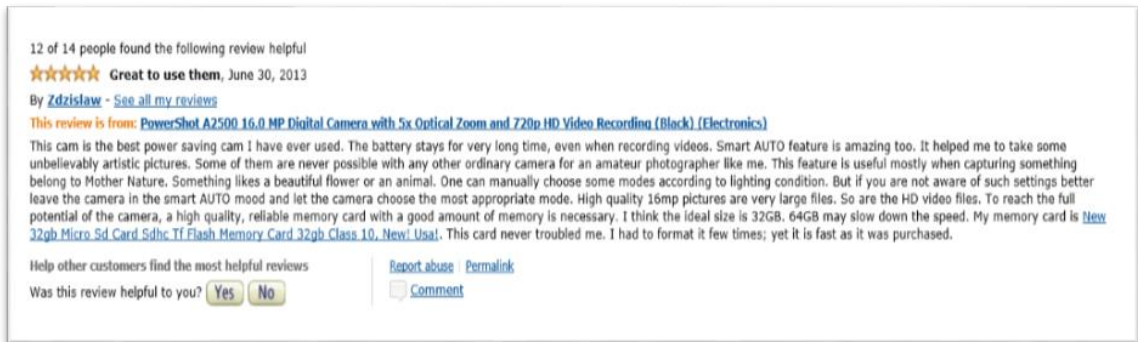 12 of 14 people found the following review helpful
Great to use them, June 30, 2013
By Zdzislaw - See all my reviews
This review is from: PowerShot A2500 16.0 MP Digital Camera with 5x Optical Zoom and 720p HD Video Recording (Black) (Electronics)
This cam is the best power saving cam I have ever used. The battery stays for very long time, even when recording videos. Smart AUTO feature is amazing too. It helped me to take some
unbelievably artistic pictures. Some of them are never possible with any other ordinary camera for an amateur photographer like me. This feature is useful mostly when capturing something
belong to Mother Nature. Something likes a beautiful flower or an animal. One can manually choose some modes according to lighting condition. But if you are not aware of such settings better
leave the camera in the smart AUTO mood and let the camera choose the most appropriate mode. High quality 16mp pictures are very large files. So are the HD video files. To reach the full
potential of the camera, a high quality, reliable memory card with a good amount of memory is necessary. I think the ideal size is 32GB. 64GB may slow down the speed. My memory card is New
32gb Micro Sd Card Sdhc Tf Flash Memory Card 32gb Class 10, New! Usa!. This card never troubled me. I had to format it few times; yet it is fast as it was purchased.
Help other customers find the most helpful reviews
Was this review helpful to you? Yes No
Report abuse | Permalink
Comment